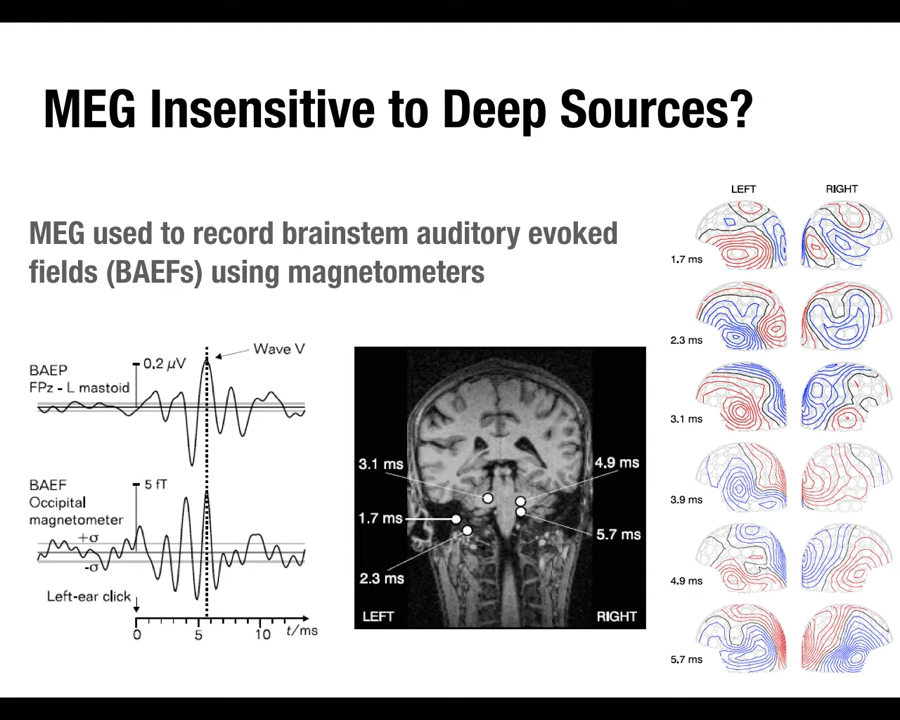 MEG Insensitive to Deep Sources?
MEG used to record brainstem auditory evoked
fields (BAEFs) using magnetometers
BAEP
FPz - L mastoid
0.2 µV
Wave V
BAEF
Occipital
magnetometer
5 fT
+σ
-σ
Left-ear click
0 5 10 t/ms
3.1 ms
4.9 ms
1.7 ms
5.7 ms
2.3 ms
LEFT RIGHT
LEFT RIGHT
1.7 ms
2.3 ms
3.1 ms
3.9 ms
4.9 ms
5.7 ms